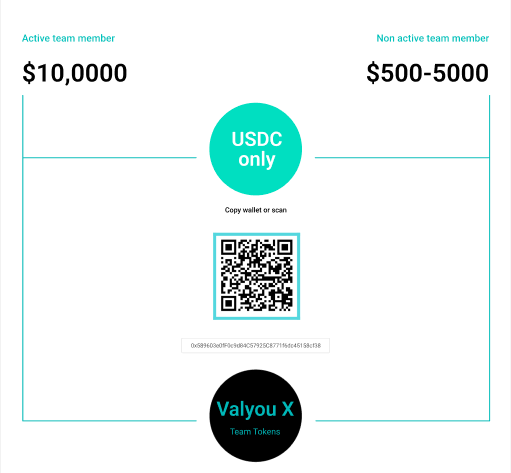 Active team member
Non active team member
$10,0000
$500-5000
USDC
only
Copy wallet or scan
0x589603e0fF0c9d84C57925C8771f6dc45158cf38
Valyou X
Team Tokens